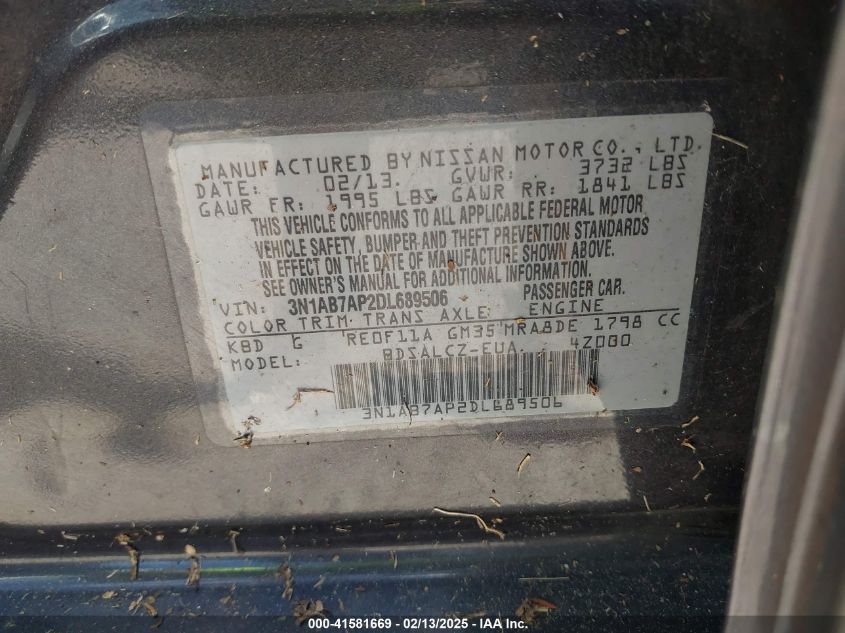 MANUFACTURED BY NISSAN MOTOR CO., LTD.
DATE: 02/13. GVWR: 3732 LBS
GAWR FR: 1995 LBS GAWR RR: 1841 LBS
THIS VEHICLE CONFORMS TO ALL APPLICABLE FEDERAL MOTOR
VEHICLE SAFETY, BUMPER AND THEFT PREVENTION STANDARDS
IN EFFECT ON THE DATE OF MANUFACTURE SHOWN ABOVE.
SEE OWNER'S MANUAL FOR ADDITIONAL INFORMATION.
VIN: 3N1AB7AP2DL689506 PASSENGER CAR.
COLOR TRIM. TRANS AXLE: ENGINE
KBD G RE0F11A GM35 MRA8DE 1798 CC
MODEL: BDSALCZ-EUA. 4Z000
3N1AB7AP2DL689506
000-41581669 - 02/13/2025 - IAAI.COM